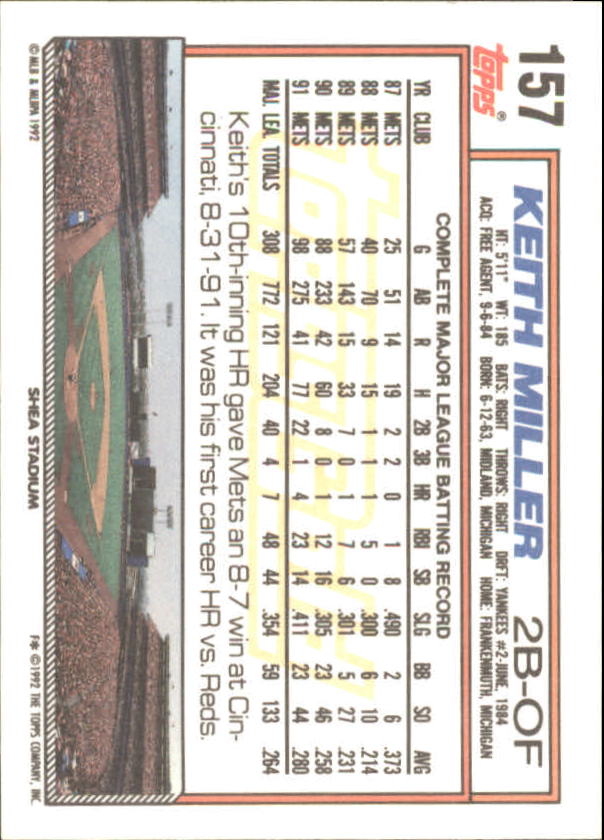 157
topps®
KEITH MILLER 2B-OF
HT: 5'11" WT: 185 BATS: RIGHT THROWS: RIGHT DRFT: YANKEES #2-JUNE, 1984
ACQ: FREE AGENT, 9-6-84 BORN: 6-12-63, MIDLAND, MICHIGAN HOME: FRANKENMUTH, MICHIGAN
COMPLETE MAJOR LEAGUE BATTING RECORD
YR CLUB G AB R H 2B 3B HR RBI SB SLG BB SO AVG
87 METS 25 51 14 19 2 2 0 1 8 .490 2 6 .373
88 METS 40 70 9 15 1 1 1 5 0 .300 6 10 .214
89 METS 57 143 15 33 7 0 1 7 6 .301 5 27 .231
90 METS 88 233 42 60 8 0 1 12 16 .305 23 46 .258
91 METS 98 275 41 77 22 1 4 23 14 .411 23 44 .280
MAJ. LEA. TOTALS 308 772 121 204 40 4 7 48 44 .354 59 133 .264
Keith's 10th-inning HR gave Mets an 8-7 win at Cin-
cinnati, 8-31-91. It was his first career HR vs. Reds.
© MLB & MLBPA 1992
SHEA STADIUM
F* © 1992 THE TOPPS COMPANY, INC.